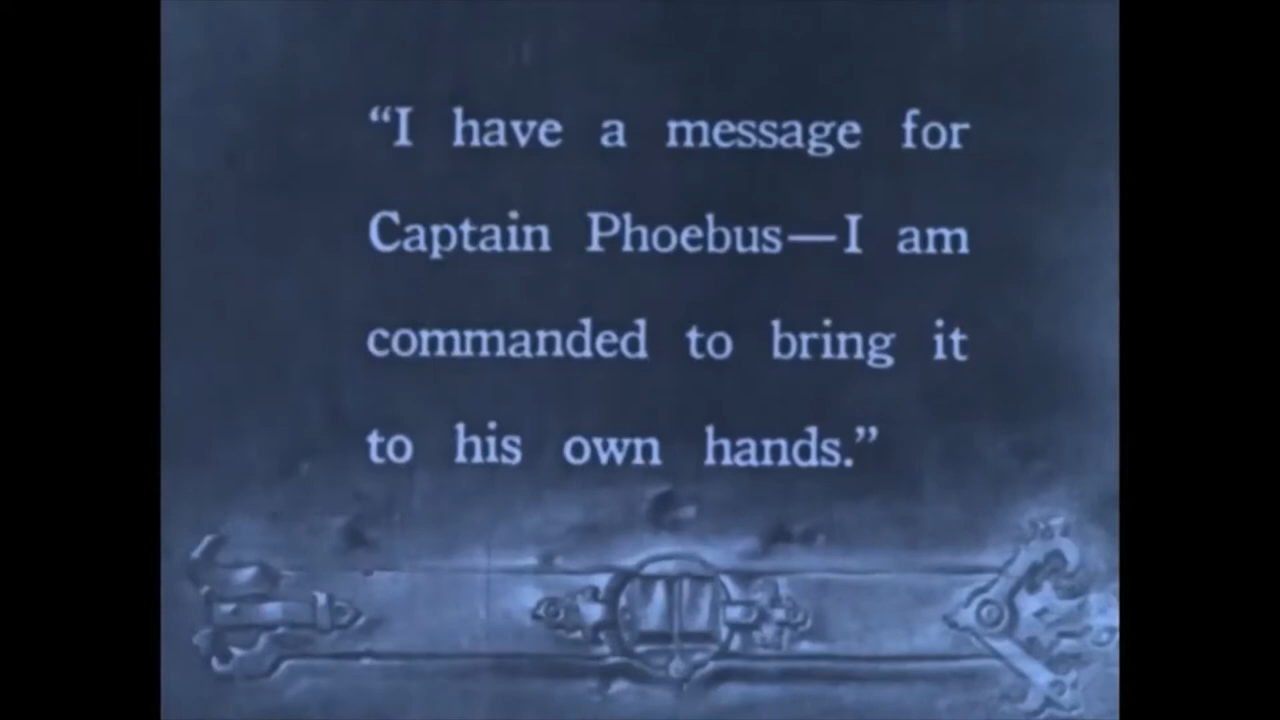 “I have a message for
Captain Phoebus—I am
commanded to bring it
to his own hands.”